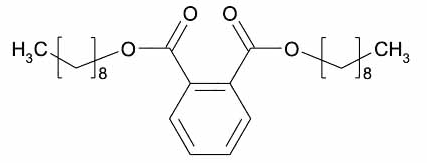 O O
H₃C [ ]₈ O O [ ]₈ CH₃